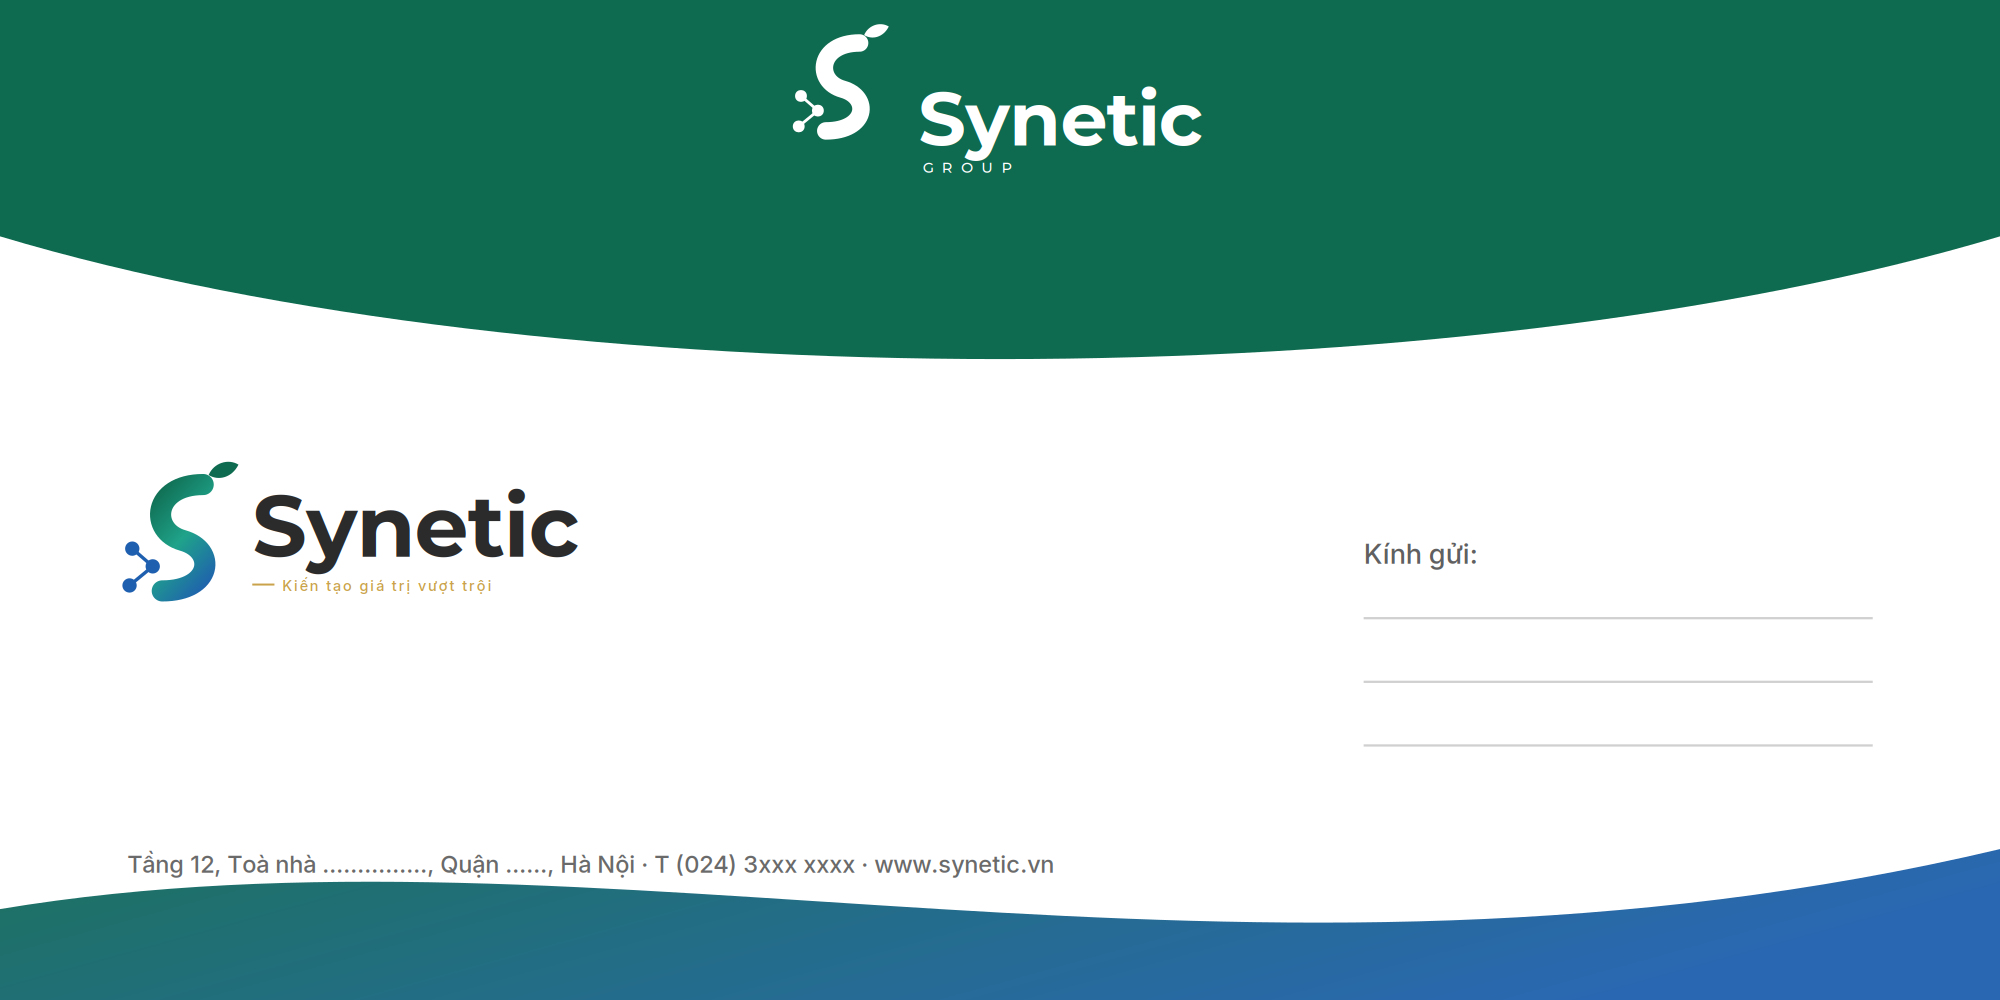 Synetic
GROUP
Synetic
Kiến tạo giá trị vượt trội
Kính gửi:
Tầng 12, Toà nhà ..............., Quận ......, Hà Nội · T (024) 3xxx xxxx · www.synetic.vn